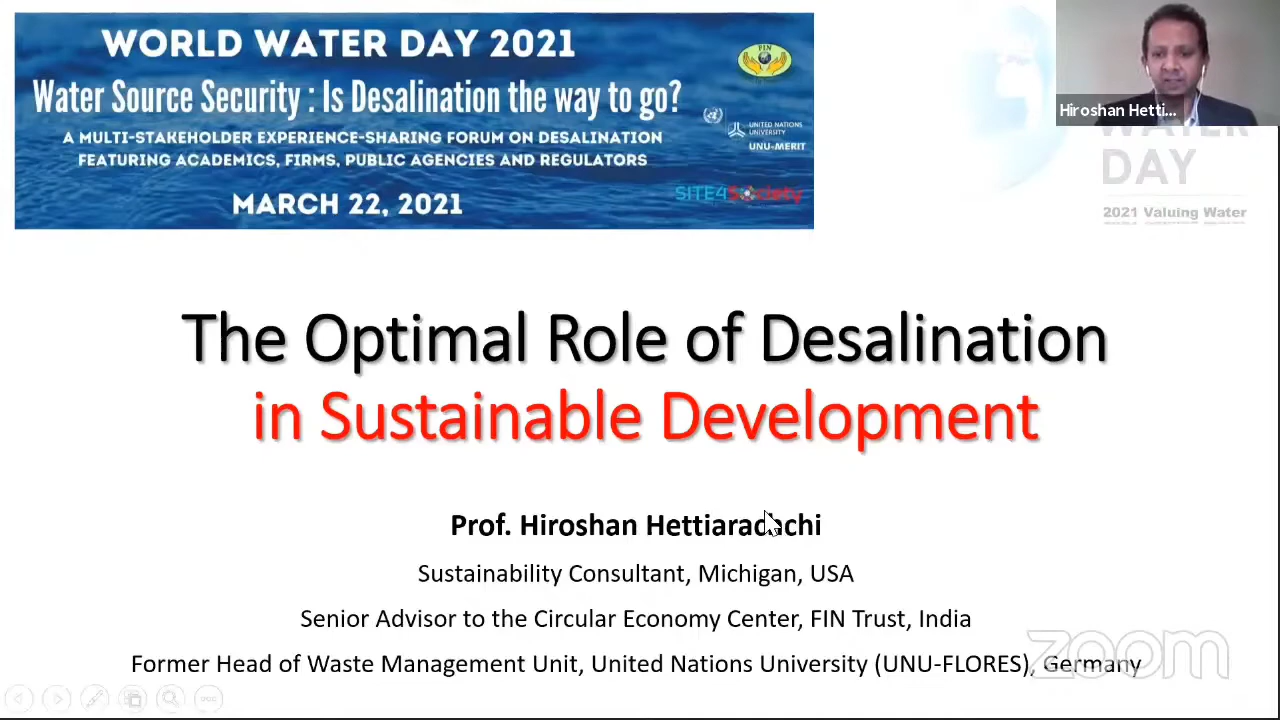 WORLD WATER DAY 2021
Water Source Security : Is Desalination the way to go?
A MULTI-STAKEHOLDER EXPERIENCE-SHARING FORUM ON DESALINATION
FEATURING ACADEMICS, FIRMS, PUBLIC AGENCIES AND REGULATORS
MARCH 22, 2021
FIN
UNITED NATIONS
UNIVERSITY
UNU-MERIT
SITE4Society
Hiroshan Hetti...
WATER
DAY
2021 Valuing Water
The Optimal Role of Desalination
in Sustainable Development
Prof. Hiroshan Hettiaradachi
Sustainability Consultant, Michigan, USA
Senior Advisor to the Circular Economy Center, FIN Trust, India
Former Head of Waste Management Unit, United Nations University (UNU-FLORES), Germany
zoom